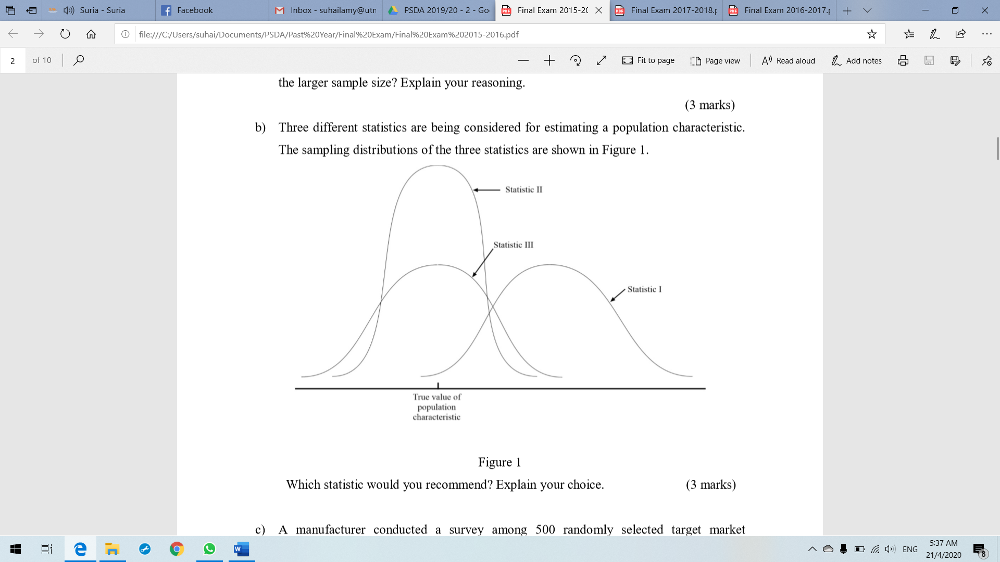 Suria - Suria
Facebook
Inbox - suhailamy@utm
PSDA 2019/20 - 2 - Go
Final Exam 2015-20
Final Exam 2017-2018.p
Final Exam 2016-2017.p
file:///C:/Users/suhai/Documents/PSDA/Past%20Year/Final%20Exam/Final%20Exam%202015-2016.pdf
2 of 10
Fit to page
Page view
Read aloud
Add notes
the larger sample size? Explain your reasoning.
(3 marks)
b) Three different statistics are being considered for estimating a population characteristic.
The sampling distributions of the three statistics are shown in Figure 1.
Statistic II
Statistic III
Statistic I
True value of
population
characteristic
Figure 1
Which statistic would you recommend? Explain your choice. (3 marks)
c) A manufacturer conducted a survey among 500 randomly selected target market
ENG
5:37 AM
21/4/2020
8